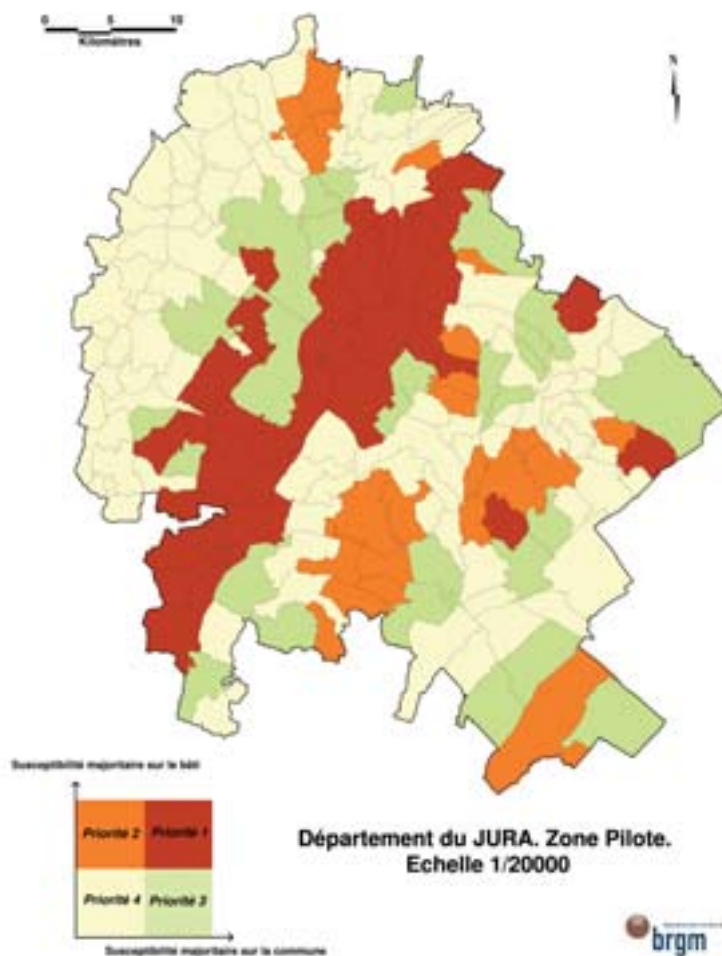 0 5 10
Kilomètres
N
Susceptibilité majoritaire sur le bâti
Priorité 2 Priorité 1
Priorité 4 Priorité 3
Susceptibilité majoritaire sur la commune
Département du JURA. Zone Pilote.
Echelle 1/20000
brgm